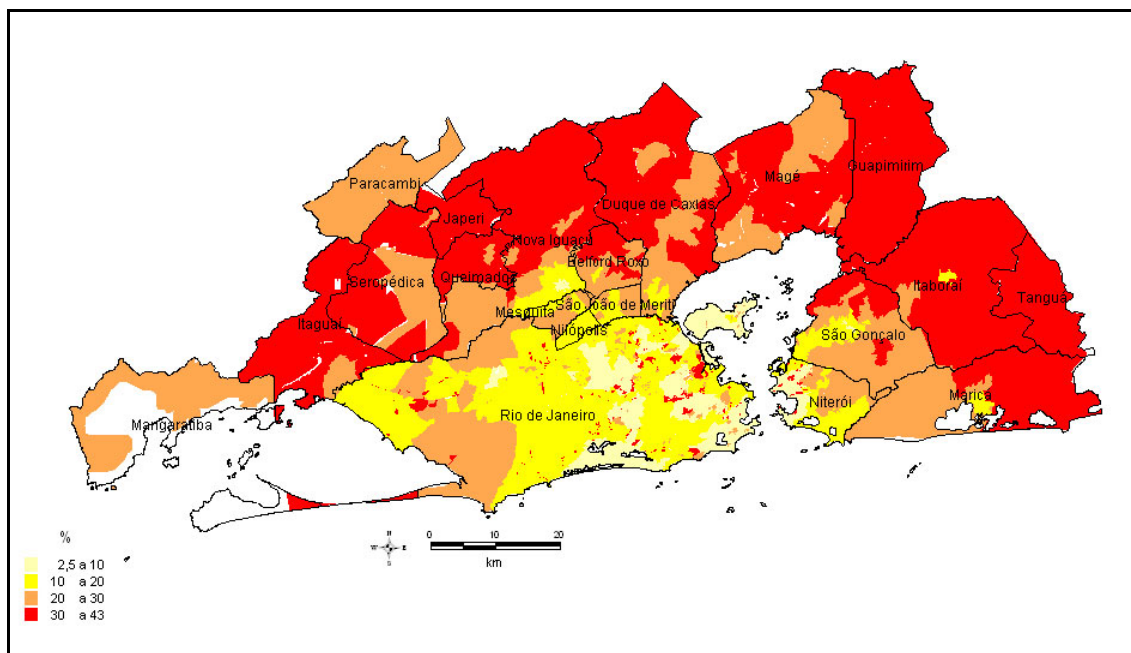 Guapimirim
Magé
Paracambi
Duque de Caxias
Japeri
Nova Iguaçu
Belford Roxo
Queimados
Seropédica
Itaboraí
Tanguá
São João de Meriti
Mesquita
Itaguaí
Nilópolis
São Gonçalo
Maricá
Niterói
Rio de Janeiro
Mangaratiba
%
0 10 20
km
N
W E
S
2,5 a 10
10 a 20
20 a 30
30 a 43